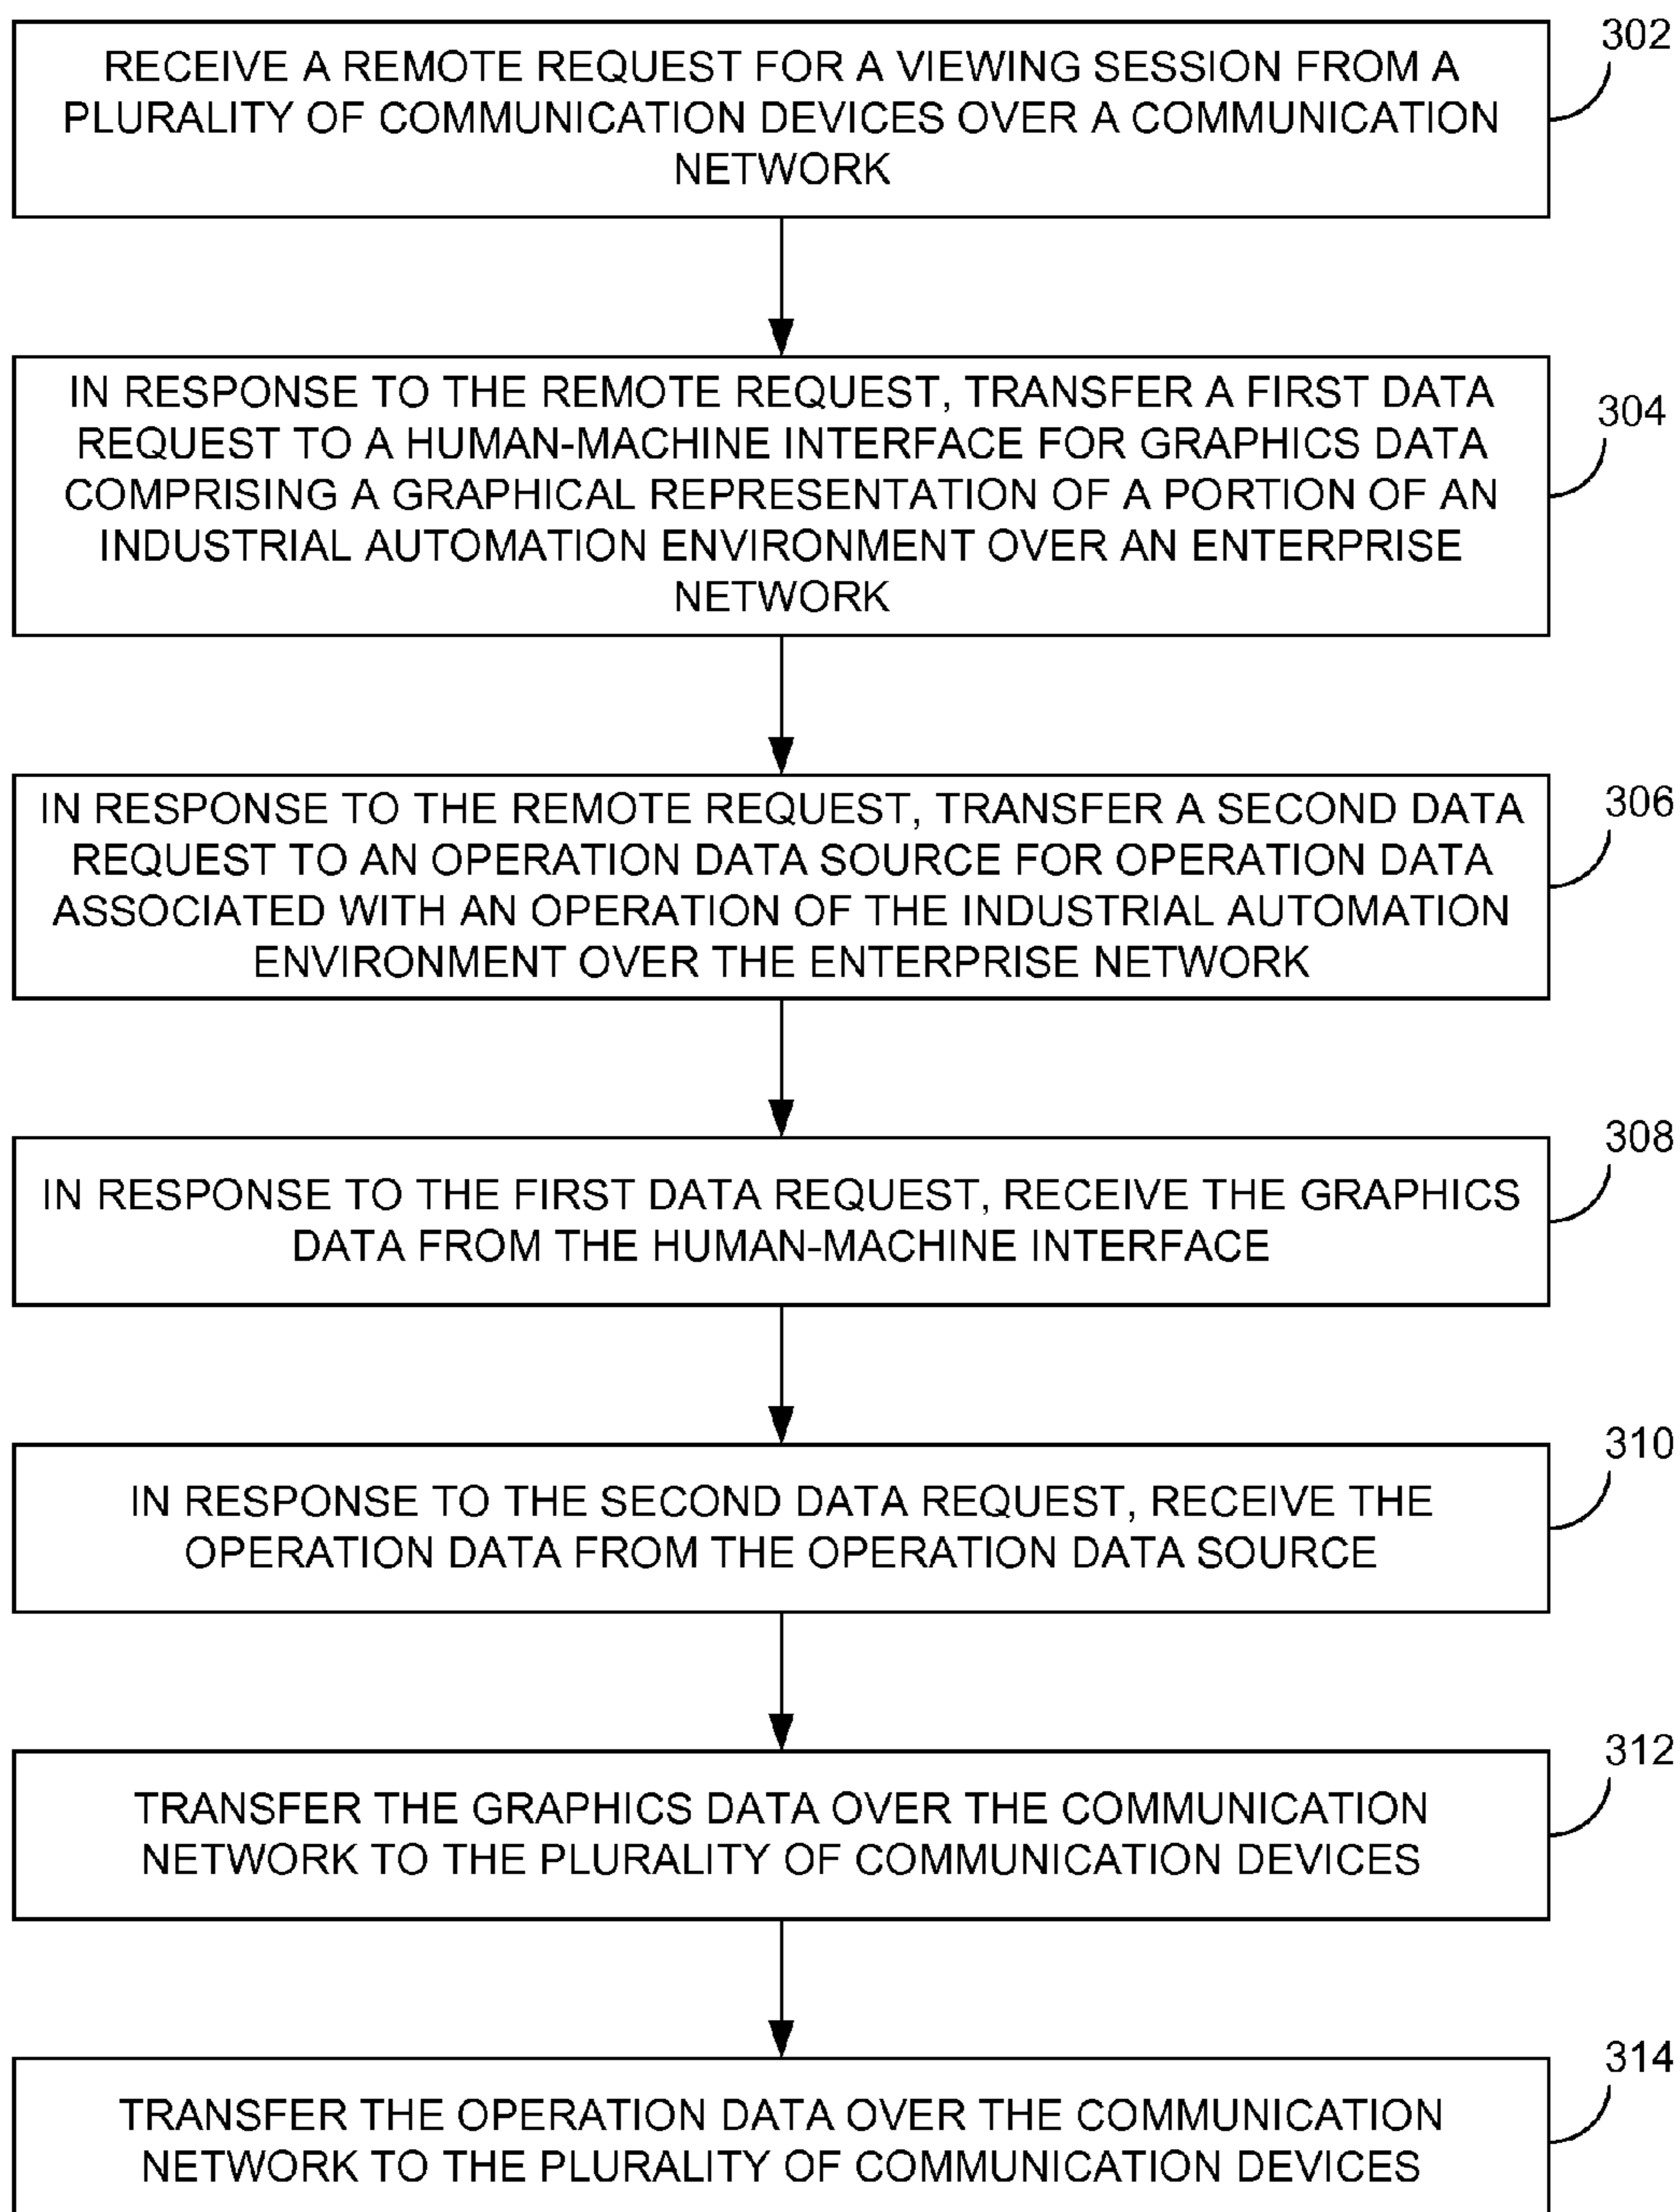 302
RECEIVE A REMOTE REQUEST FOR A VIEWING SESSION FROM A
PLURALITY OF COMMUNICATION DEVICES OVER A COMMUNICATION
NETWORK
304
IN RESPONSE TO THE REMOTE REQUEST, TRANSFER A FIRST DATA
REQUEST TO A HUMAN-MACHINE INTERFACE FOR GRAPHICS DATA
COMPRISING A GRAPHICAL REPRESENTATION OF A PORTION OF AN
INDUSTRIAL AUTOMATION ENVIRONMENT OVER AN ENTERPRISE
NETWORK
306
IN RESPONSE TO THE REMOTE REQUEST, TRANSFER A SECOND DATA
REQUEST TO AN OPERATION DATA SOURCE FOR OPERATION DATA
ASSOCIATED WITH AN OPERATION OF THE INDUSTRIAL AUTOMATION
ENVIRONMENT OVER THE ENTERPRISE NETWORK
308
IN RESPONSE TO THE FIRST DATA REQUEST, RECEIVE THE GRAPHICS
DATA FROM THE HUMAN-MACHINE INTERFACE
310
IN RESPONSE TO THE SECOND DATA REQUEST, RECEIVE THE
OPERATION DATA FROM THE OPERATION DATA SOURCE
312
TRANSFER THE GRAPHICS DATA OVER THE COMMUNICATION
NETWORK TO THE PLURALITY OF COMMUNICATION DEVICES
314
TRANSFER THE OPERATION DATA OVER THE COMMUNICATION
NETWORK TO THE PLURALITY OF COMMUNICATION DEVICES